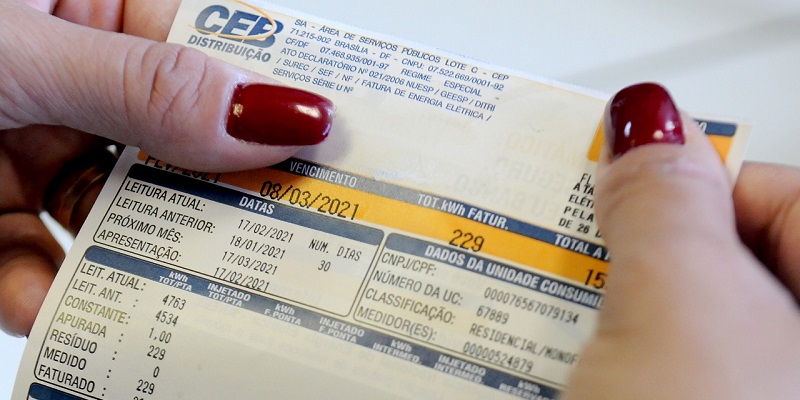 CEB
DISTRIBUIÇÃO
SIA - ÁREA DE SERVIÇOS PÚBLICOS LOTE C - CEP
71.215-902 BRASÍLIA - DF - CNPJ: 07.522.669/0001-92
CF/DF 07.468.935/001-97 REGIME ESPECIAL -
ATO DECLARATÓRIO Nº 021/2006 NUESP / GEESP / DITRI
/ SUREC / SEF / NF / FATURA DE ENERGIA ELÉTRICA /
SERVIÇOS SÉRIE U Nº
VENCIMENTO TOT. kWh FATUR. TOTAL A
08/03/2021 229 15
DATAS
LEITURA ATUAL: 17/02/2021
LEITURA ANTERIOR: 18/01/2021
PRÓXIMO MÊS: 17/03/2021
APRESENTAÇÃO: 17/02/2021
NUM. DIAS
30
DADOS DA UNIDADE CONSUMI
CNPJ/CPF: 000076567079134
NÚMERO DA UC: 67889
CLASSIFICAÇÃO: RESIDENCIAL/MONOF
MEDIDOR(ES): 00000524879
kWh TOT/PTA INJETADO TOT/PTA kWh F.PONTA INJETADO F.PONTA kWh INTERMED. INJETADO INTERMED. kWh
LEIT. ATUAL: 4763
LEIT. ANT. : 4534
CONSTANTE: 1,00
APURADA : 229
RESÍDUO : 0
MEDIDO :
FATURADO : 229